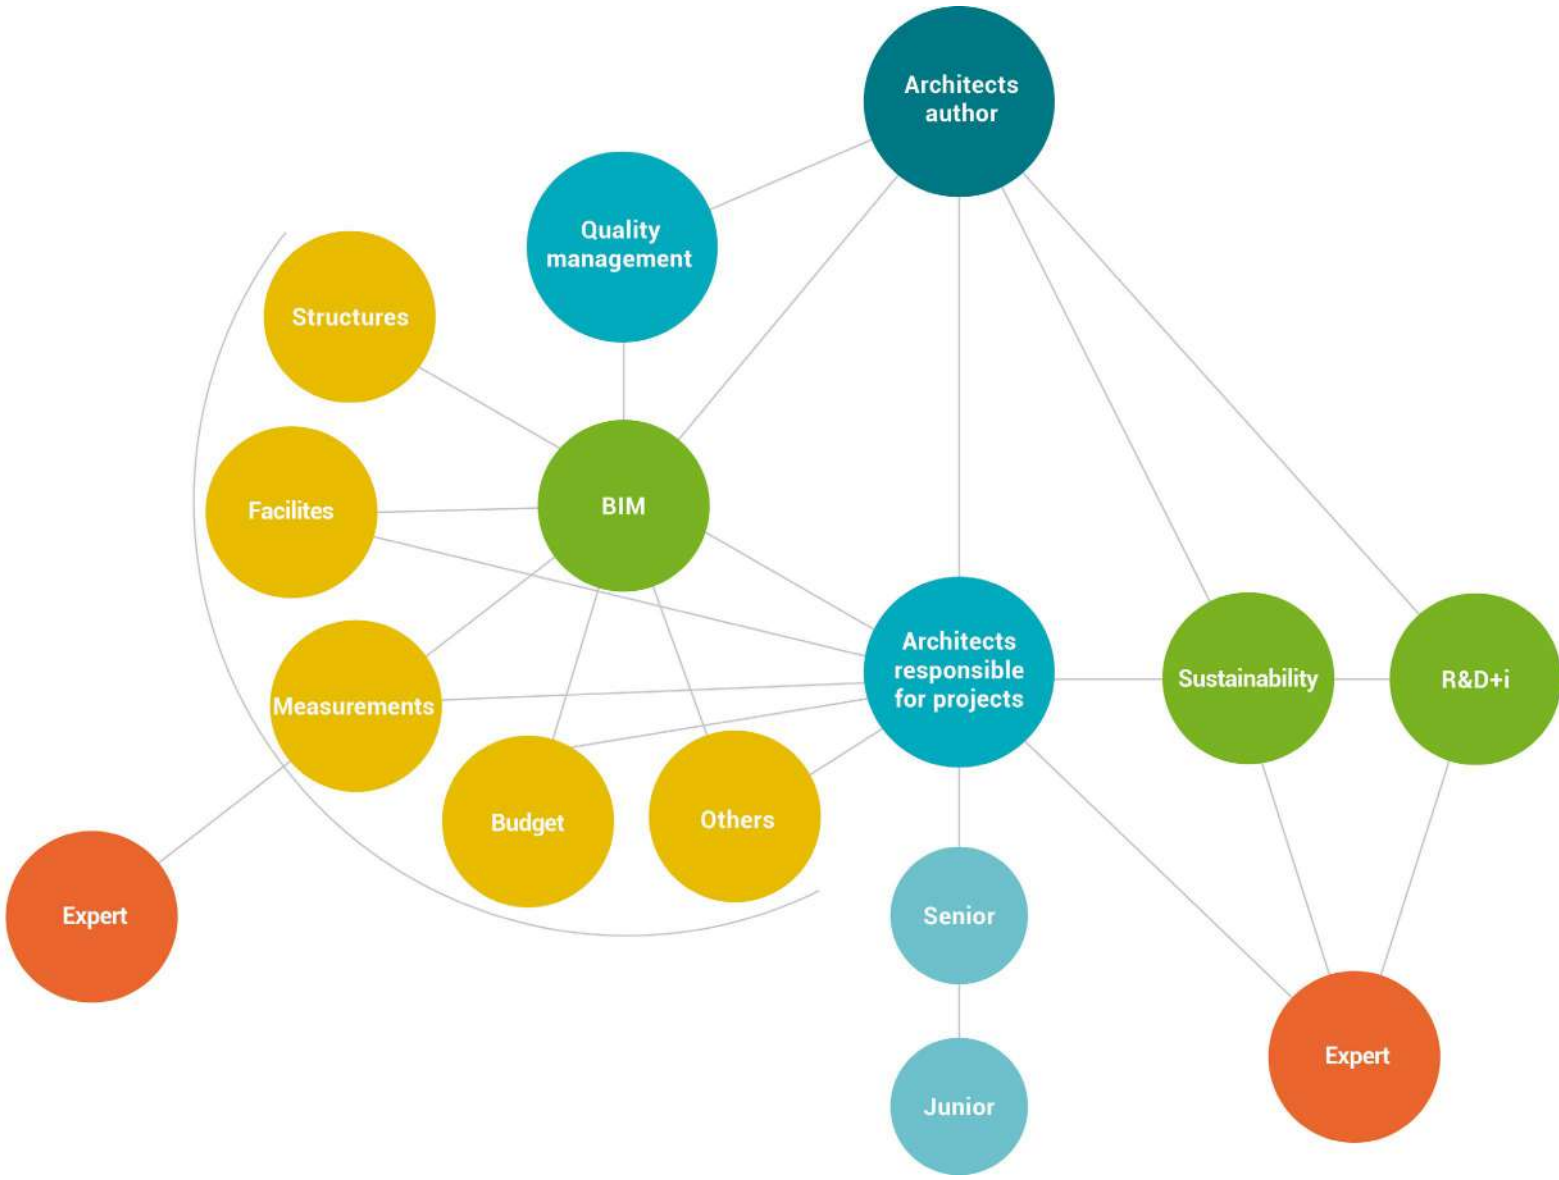 Architects
author
Quality
management
Structures
Facilites
BIM
Architects
responsible
for projects
Sustainability
R&D+i
Measurements
Budget
Others
Senior
Expert
Expert
Junior